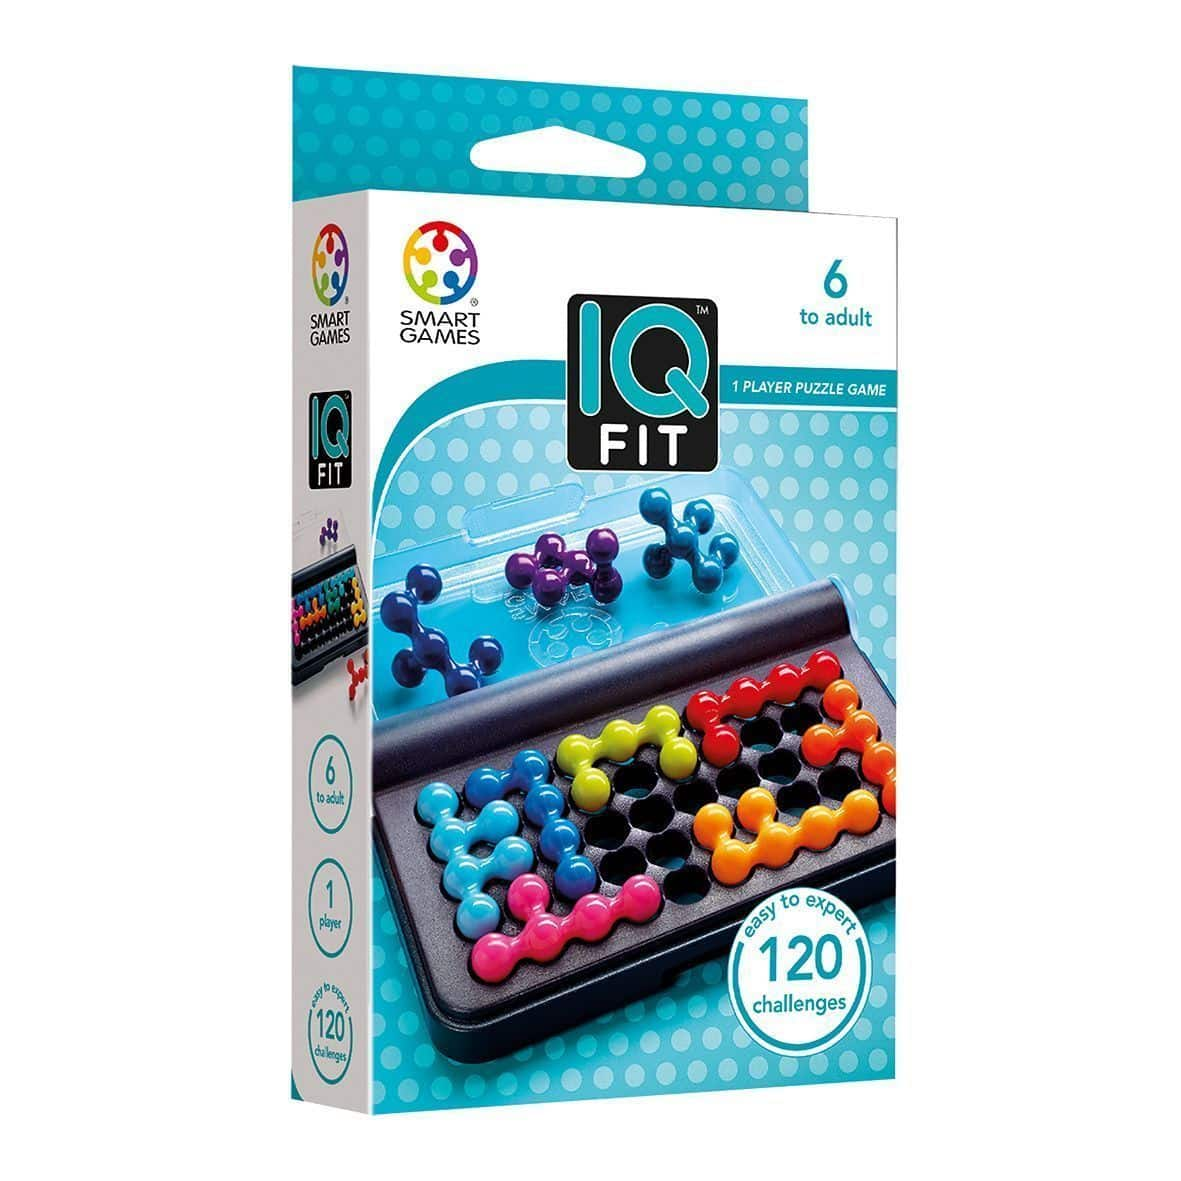 SMART
GAMES
IQ
FIT
6
to adult
1
player
easy to expert
120
challenges
®
SMART
GAMES
6
to adult
IQ™
FIT
1 PLAYER PUZZLE GAME
easy to expert
120
challenges